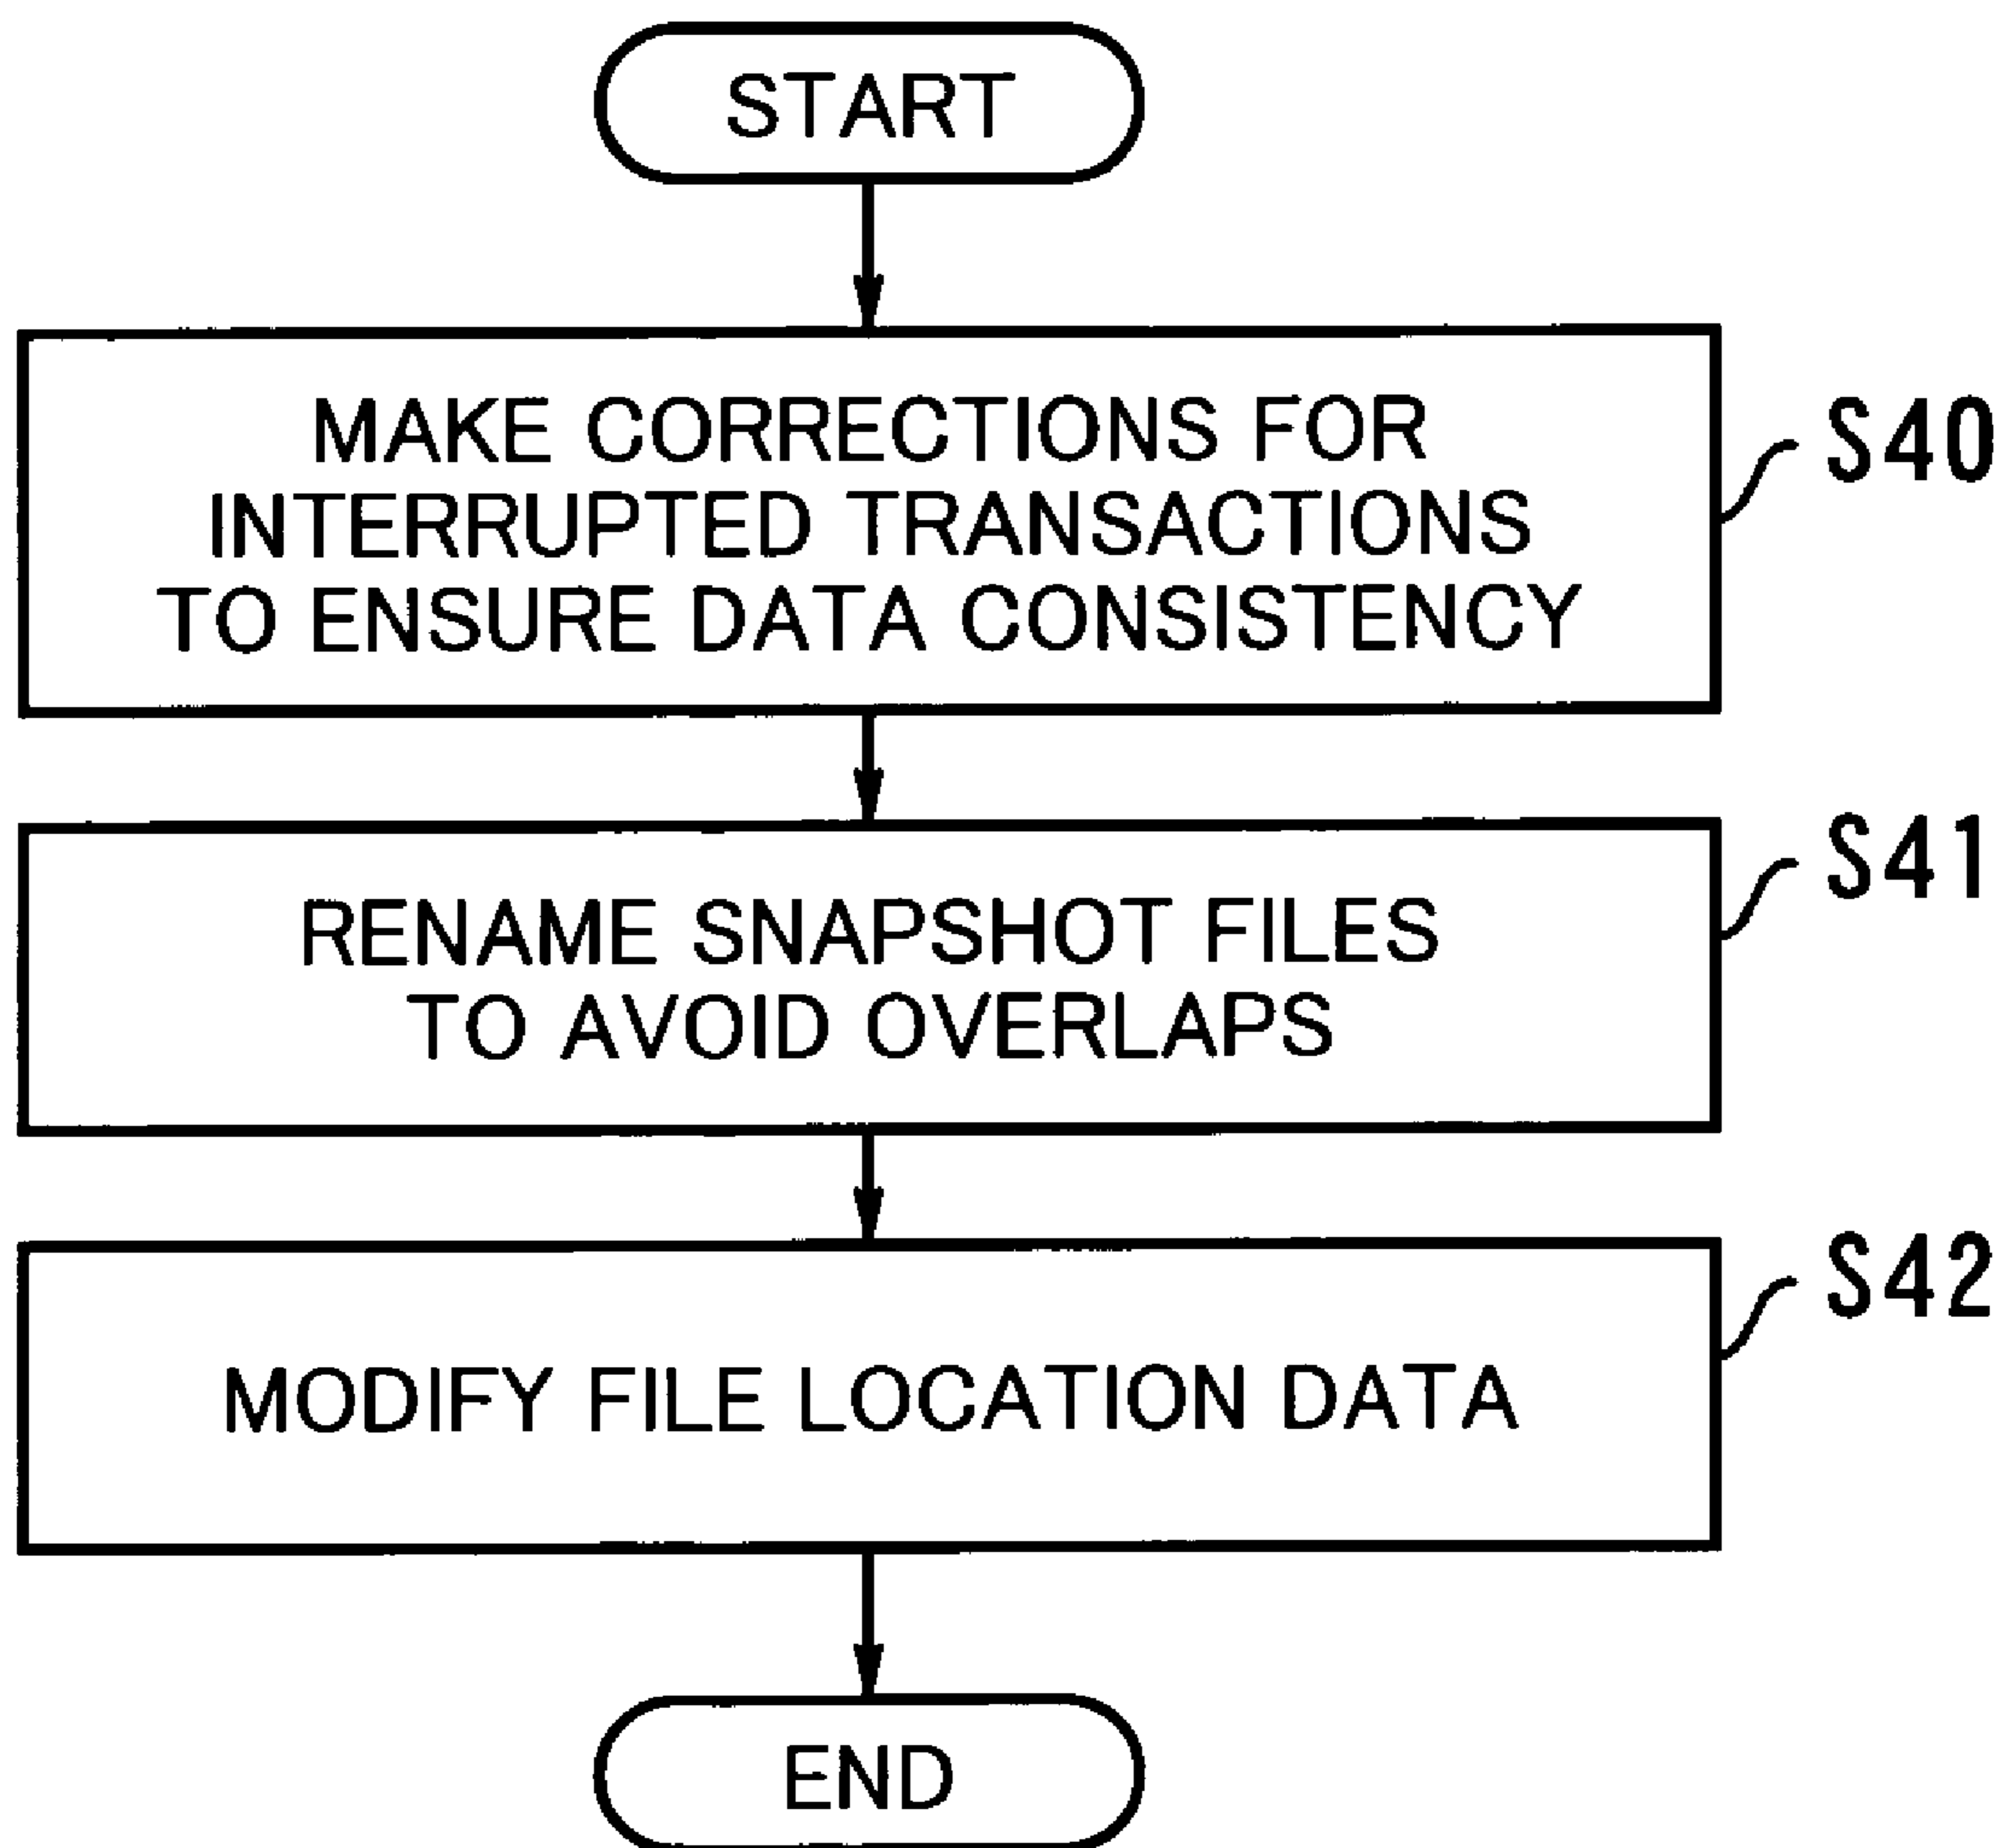 START
MAKE CORRECTIONS FOR
INTERRUPTED TRANSACTIONS
TO ENSURE DATA CONSISTENCY
S40
RENAME SNAPSHOT FILES
TO AVOID OVERLAPS
S41
MODIFY FILE LOCATION DATA
S42
END